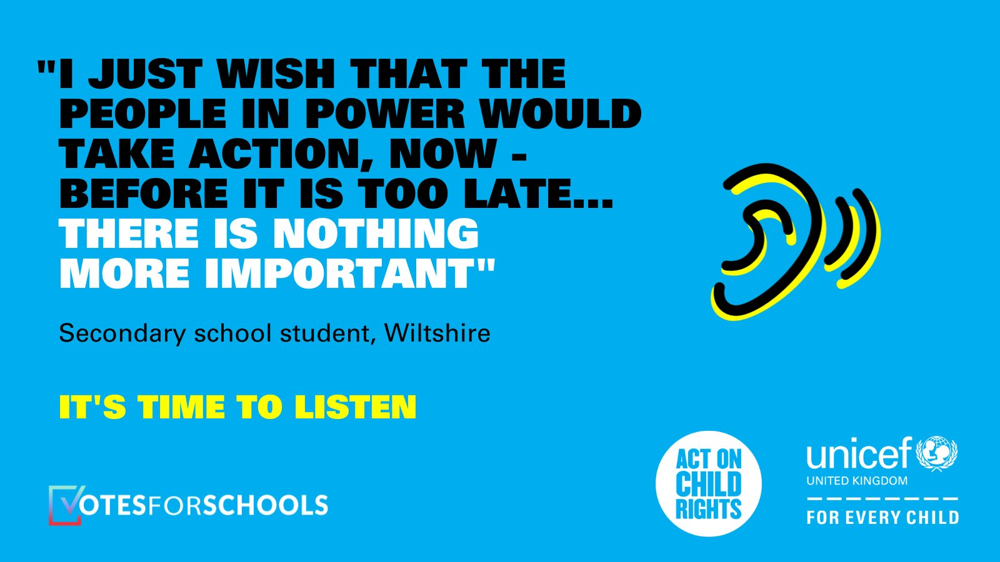 "I JUST WISH THAT THE
PEOPLE IN POWER WOULD
TAKE ACTION, NOW -
BEFORE IT IS TOO LATE...
THERE IS NOTHING
MORE IMPORTANT"
Secondary school student, Wiltshire
IT'S TIME TO LISTEN
VOTESFORSCHOOLS
ACT ON
CHILD
RIGHTS
unicef
UNITED KINGDOM
FOR EVERY CHILD